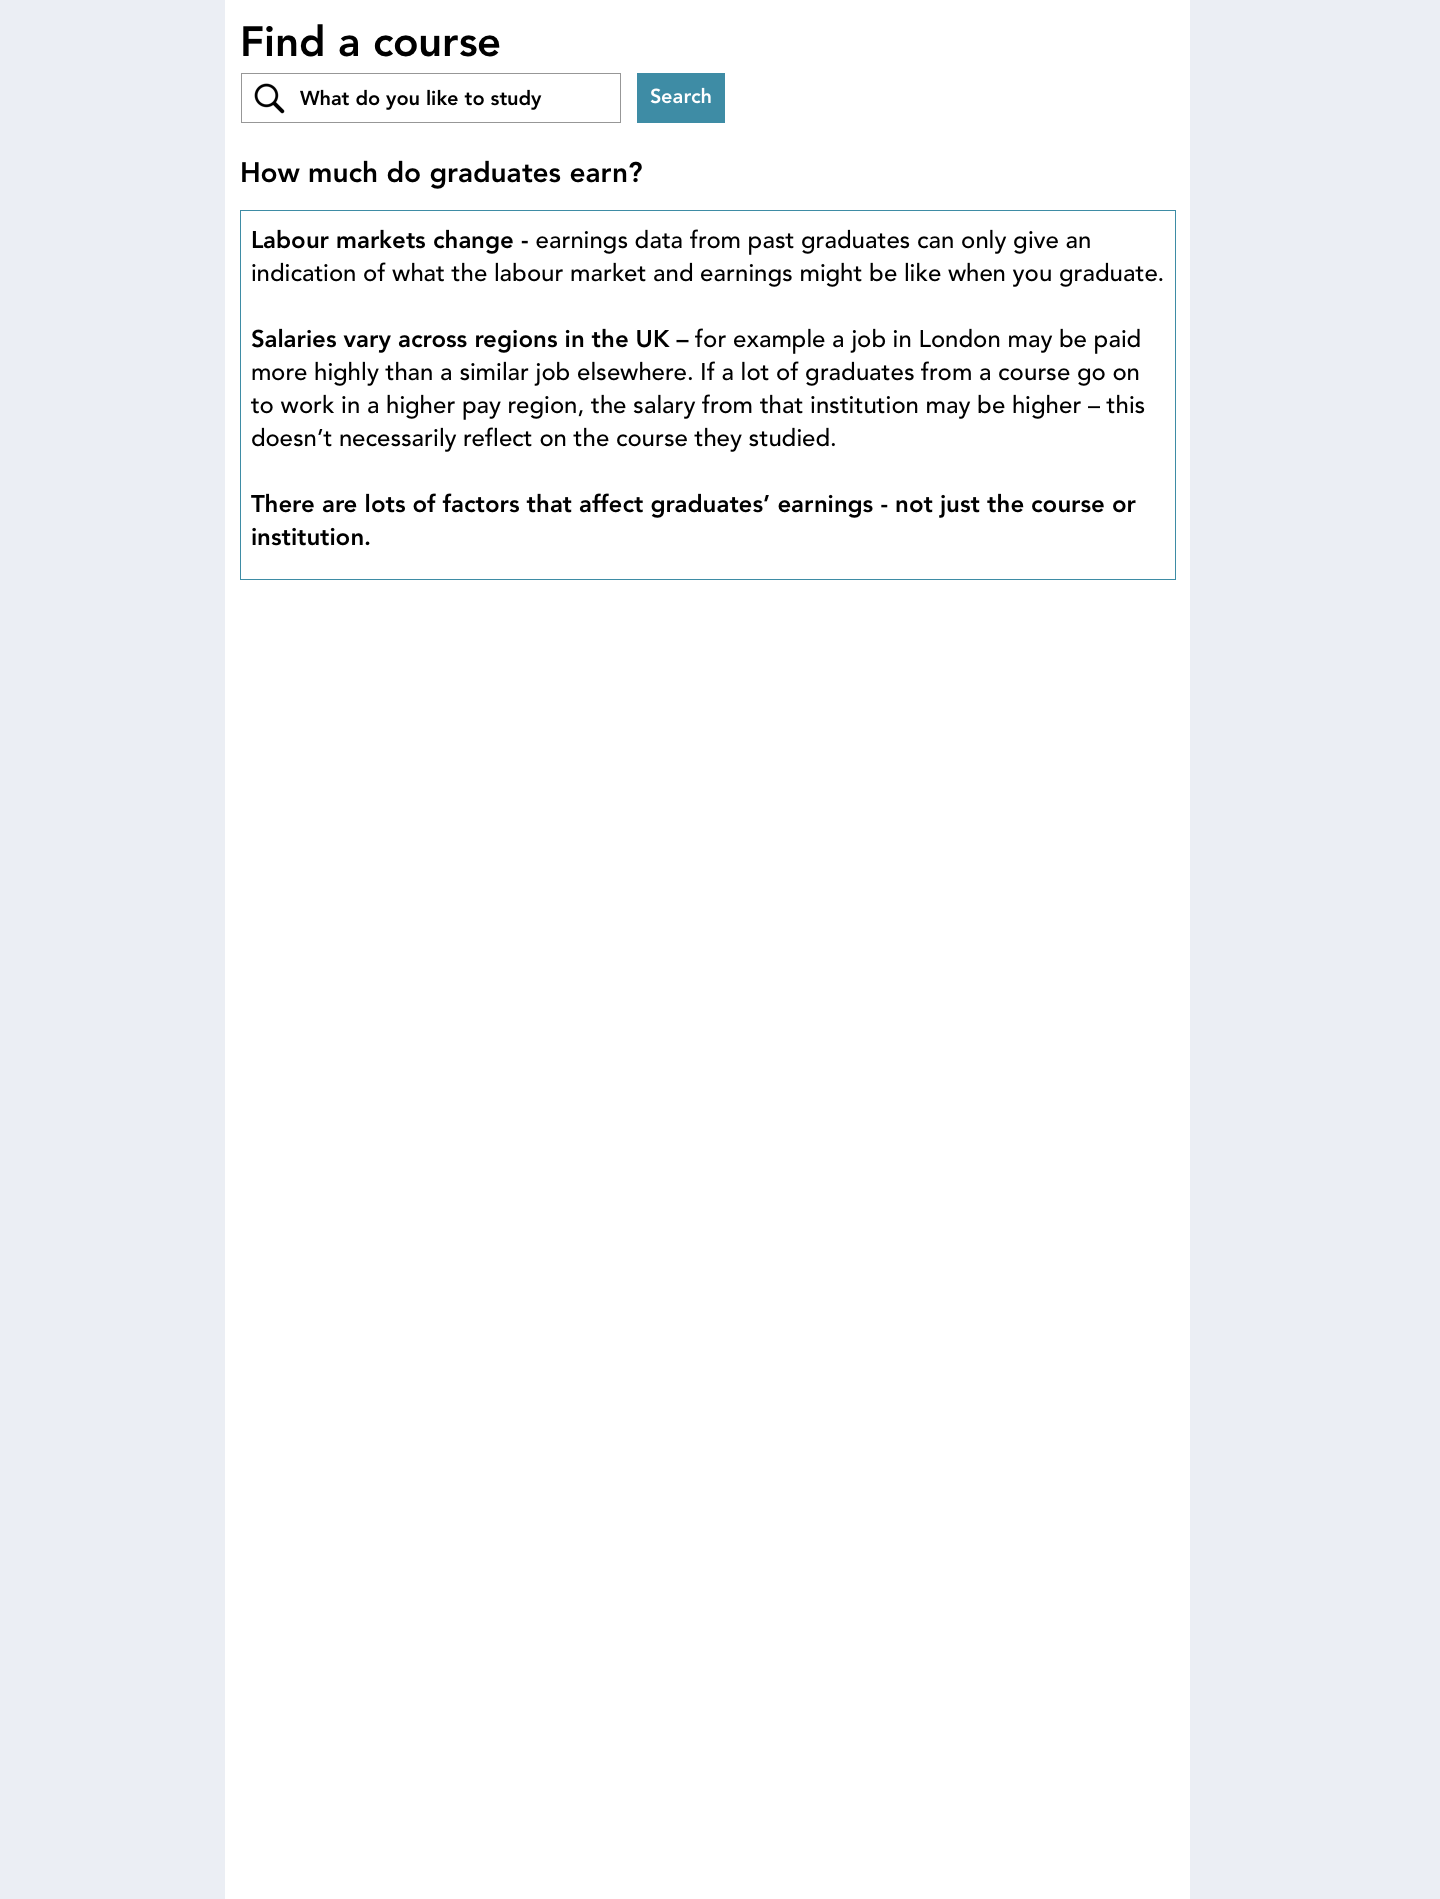 Find a course
What do you like to study
Search
How much do graduates earn?
Labour markets change - earnings data from past graduates can only give an
indication of what the labour market and earnings might be like when you graduate.
Salaries vary across regions in the UK – for example a job in London may be paid
more highly than a similar job elsewhere. If a lot of graduates from a course go on
to work in a higher pay region, the salary from that institution may be higher – this
doesn’t necessarily reflect on the course they studied.
There are lots of factors that affect graduates’ earnings - not just the course or
institution.